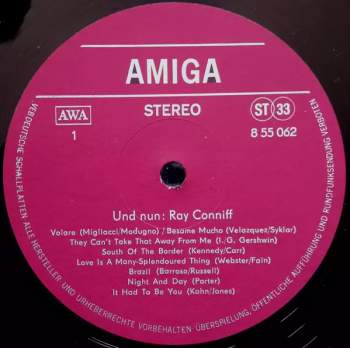 AMIGA
STEREO
AWA
ST 33
1
8 55 062
Und nun: Ray Conniff
Volare (Migliacci/Modugno) / Besame Mucho (Velazquez/Syklar)
They Can't Take That Away From Me (I./G. Gershwin)
South Of The Border (Kennedy/Carr)
Love Is A Many-Splendoured Thing (Webster/Fain)
Brazil (Barroso/Russell)
Night And Day (Porter)
It Had To Be You (Kahn/Jones)
VEB DEUTSCHE SCHALLPLATTEN ALLE HERSTELLER UND URHEBERRECHTE VORBEHALTEN · ÜBERSPIELUNG, ÖFFENTLICHE AUFFÜHRUNG UND RUNDFUNKSENDUNG VERBOTEN